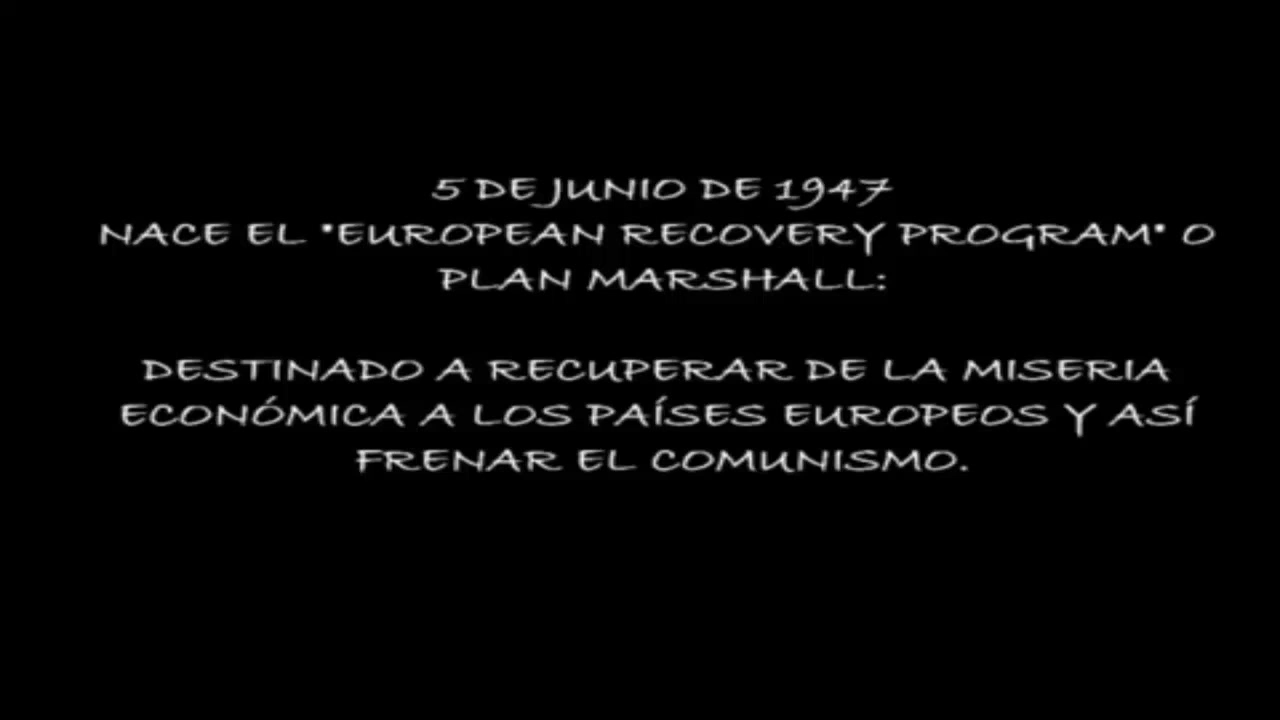 5 DE JUNIO DE 1947
NACE EL "EUROPEAN RECOVERY PROGRAM" O
PLAN MARSHALL:
DESTINADO A RECUPERAR DE LA MISERIA
ECONÓMICA A LOS PAÍSES EUROPEOS Y ASÍ
FRENAR EL COMUNISMO.